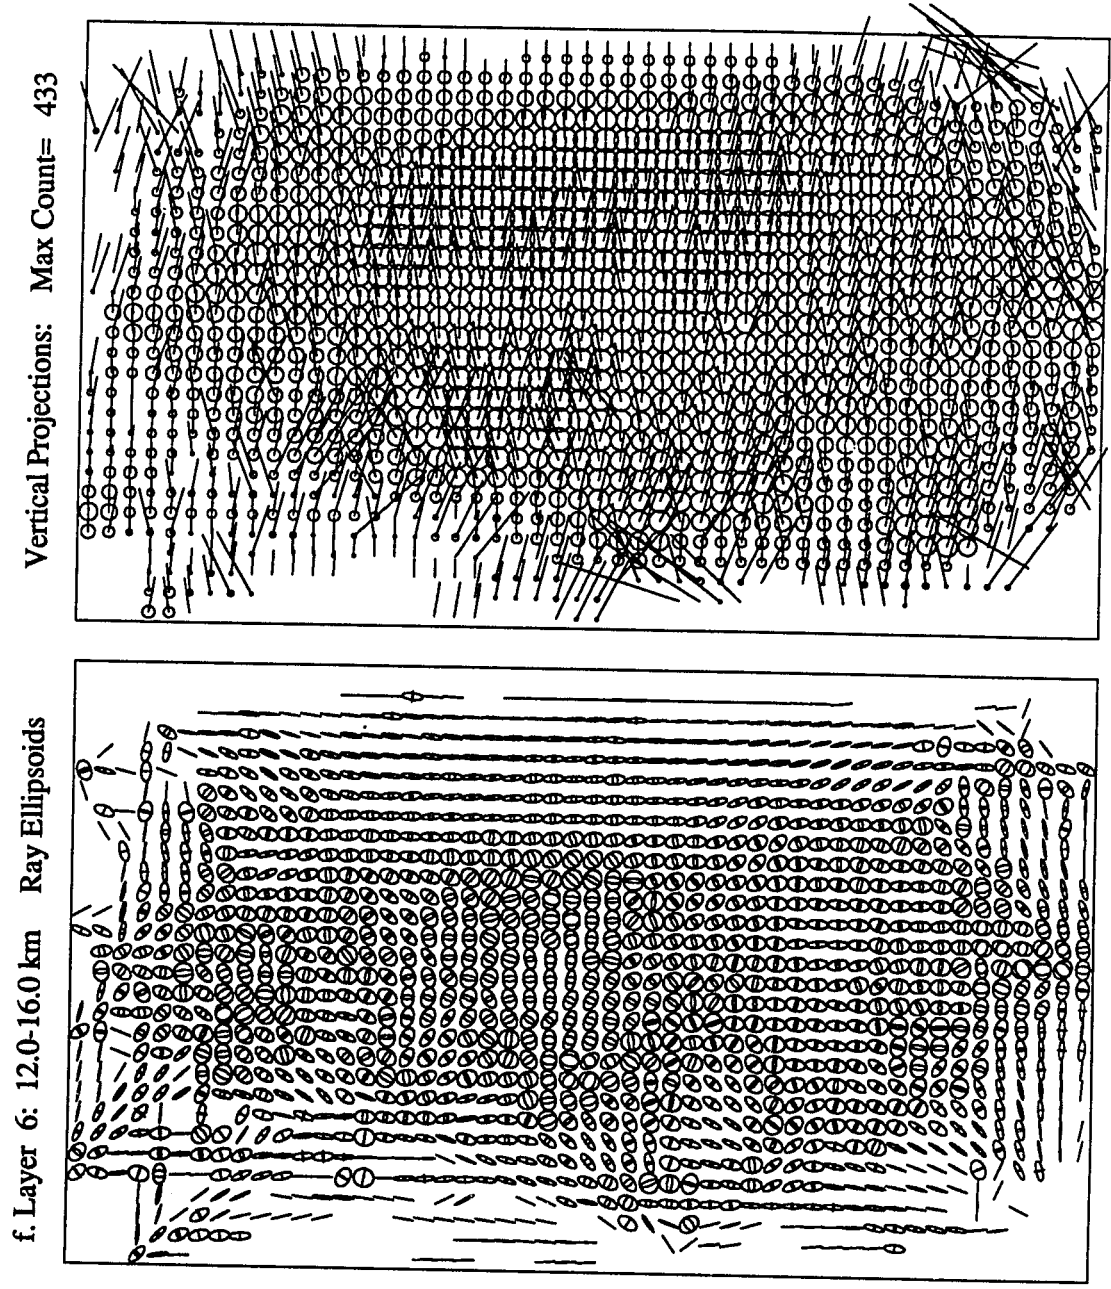 f. Layer 6: 12.0-16.0 km Ray Ellipsoids
Vertical Projections: Max Count= 433